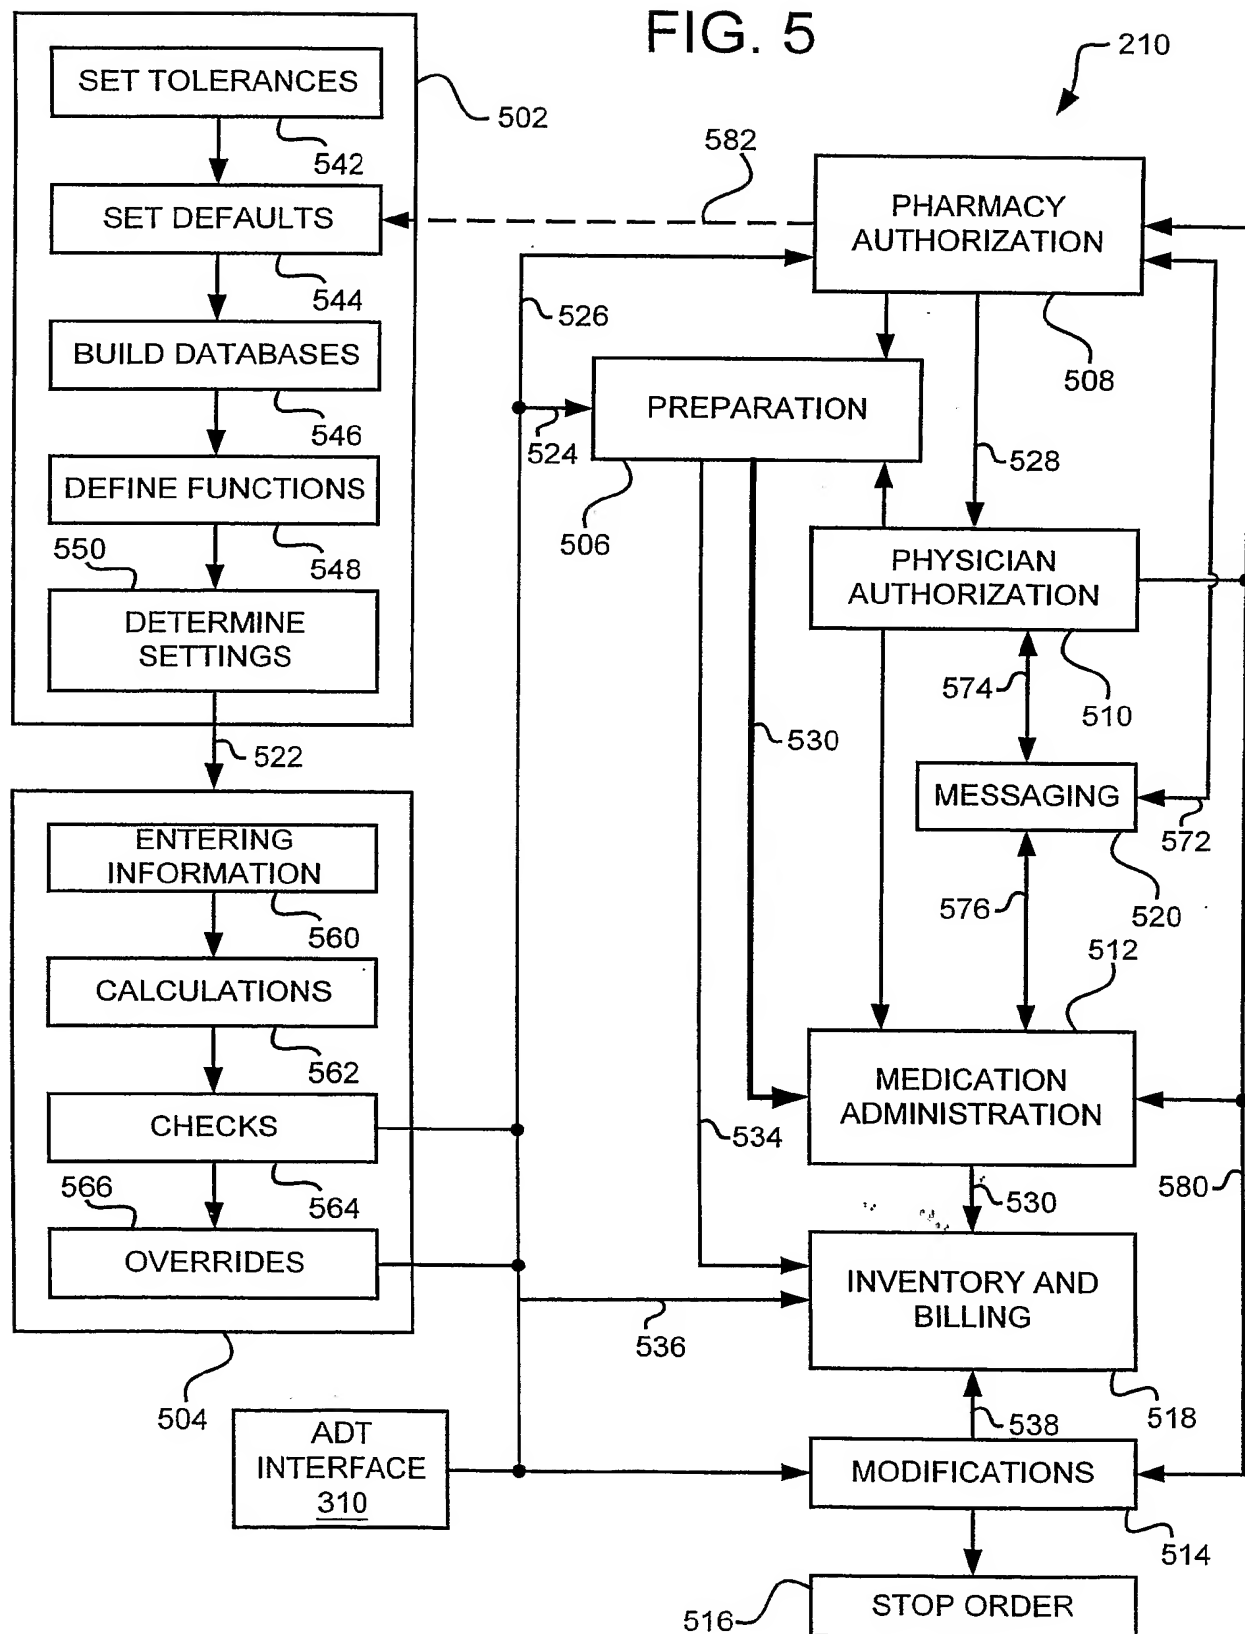 FIG. 5
210
SET TOLERANCES
502
542
582
PHARMACY
AUTHORIZATION
SET DEFAULTS
544
526
508
BUILD DATABASES
546
PREPARATION
524
506
528
DEFINE FUNCTIONS
548
550
DETERMINE
SETTINGS
PHYSICIAN
AUTHORIZATION
574
510
522
530
MESSAGING
572
520
ENTERING
INFORMATION
560
576
512
CALCULATIONS
562
MEDICATION
ADMINISTRATION
CHECKS
564
534
566
530
580
OVERRIDES
INVENTORY AND
BILLING
536
504
518
538
ADT
INTERFACE
310
MODIFICATIONS
514
516
STOP ORDER